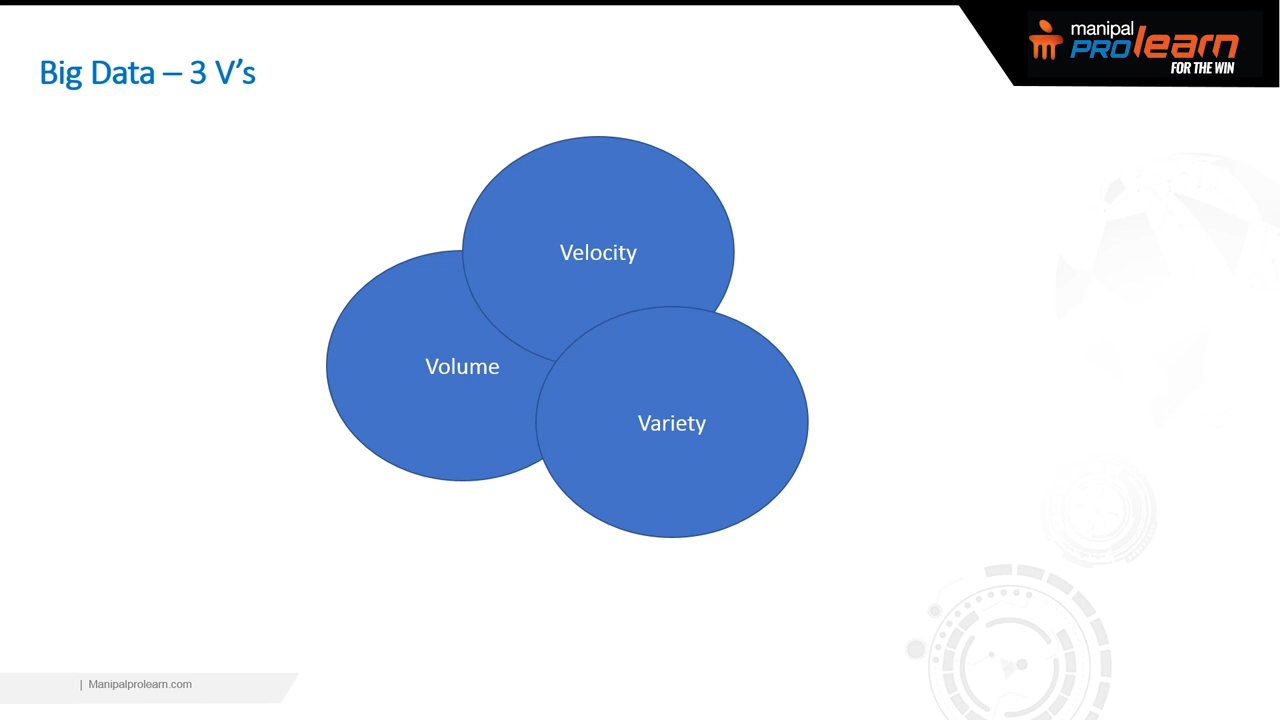 Big Data – 3 V’s
manipal
PROlearn
FOR THE WIN
Velocity
Volume
Variety
| Manipalprolearn.com